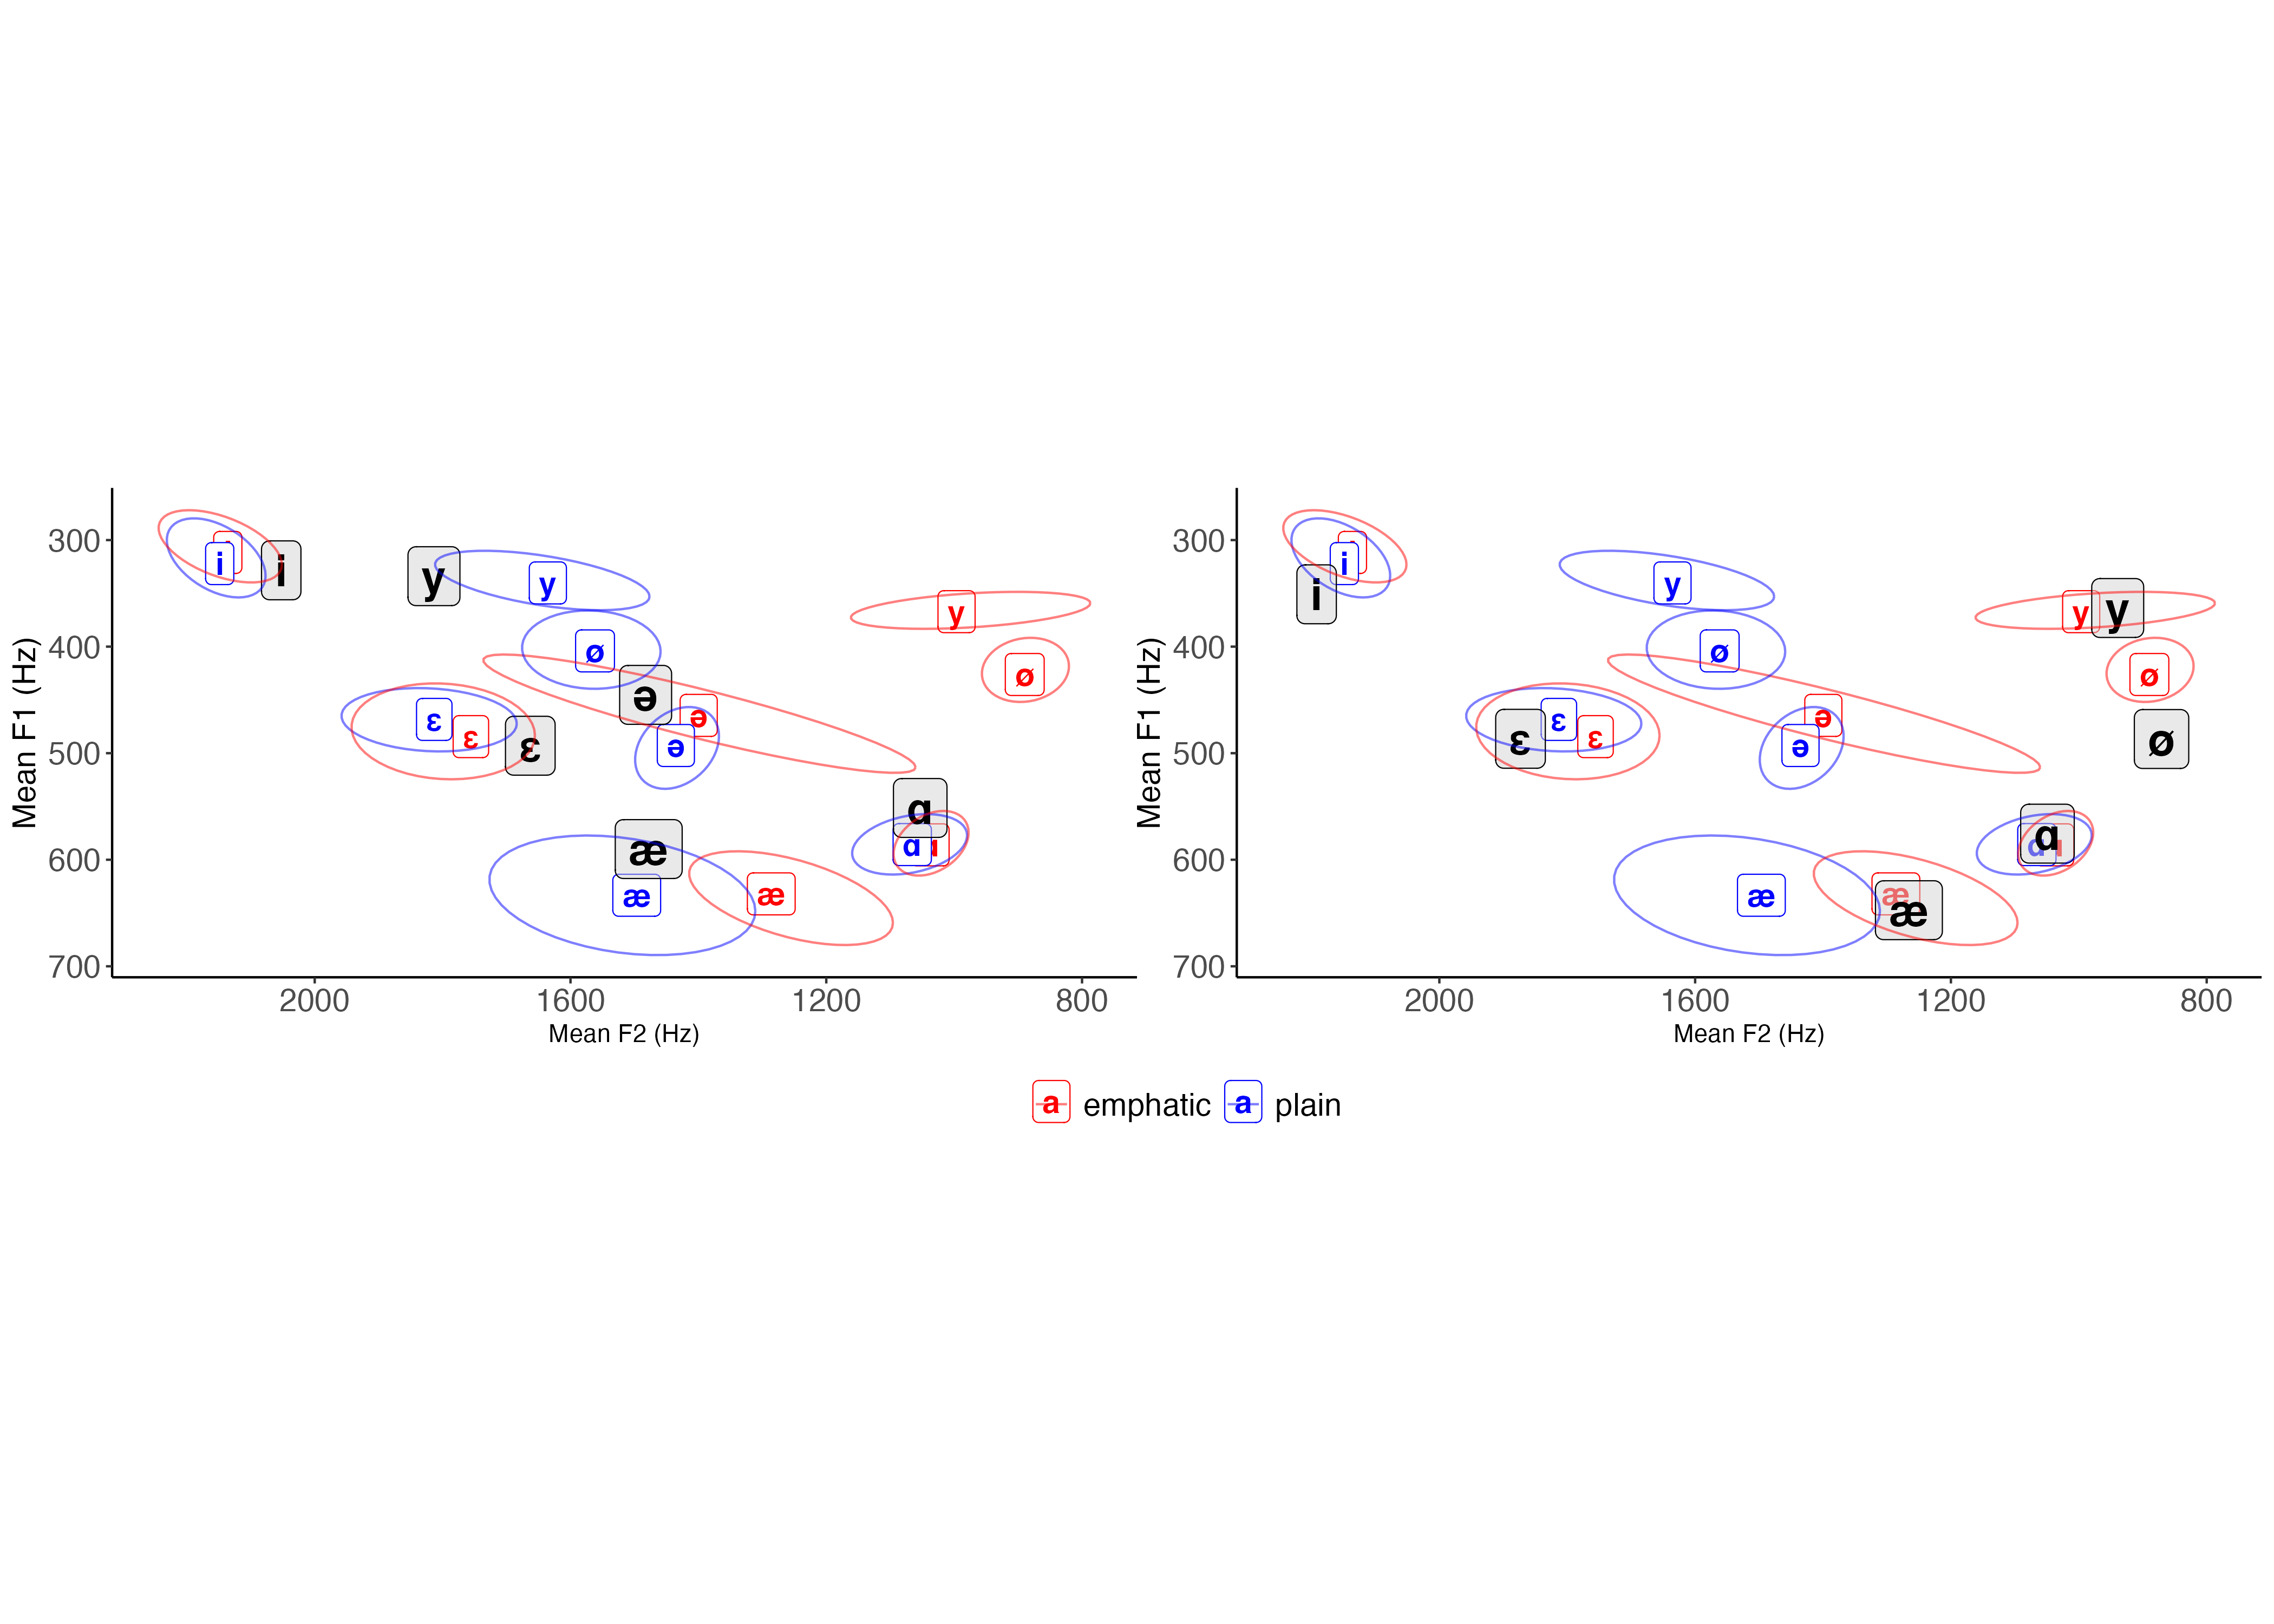 Mean F1 (Hz)
300
400
500
600
700
i
i
y
y
y
ø
ø
ə
ə
ə
ɛ
ɛ
ɛ
ɑ
ɑ
æ
æ
æ
2000
1600
1200
800
Mean F2 (Hz)
Mean F1 (Hz)
300
400
500
600
700
i
i
y
y
y
ø
ø
ø
ə
ə
ɛ
ɛ
ɛ
ɑ
ɑ
æ
æ
æ
2000
1600
1200
800
Mean F2 (Hz)
a emphatic a plain